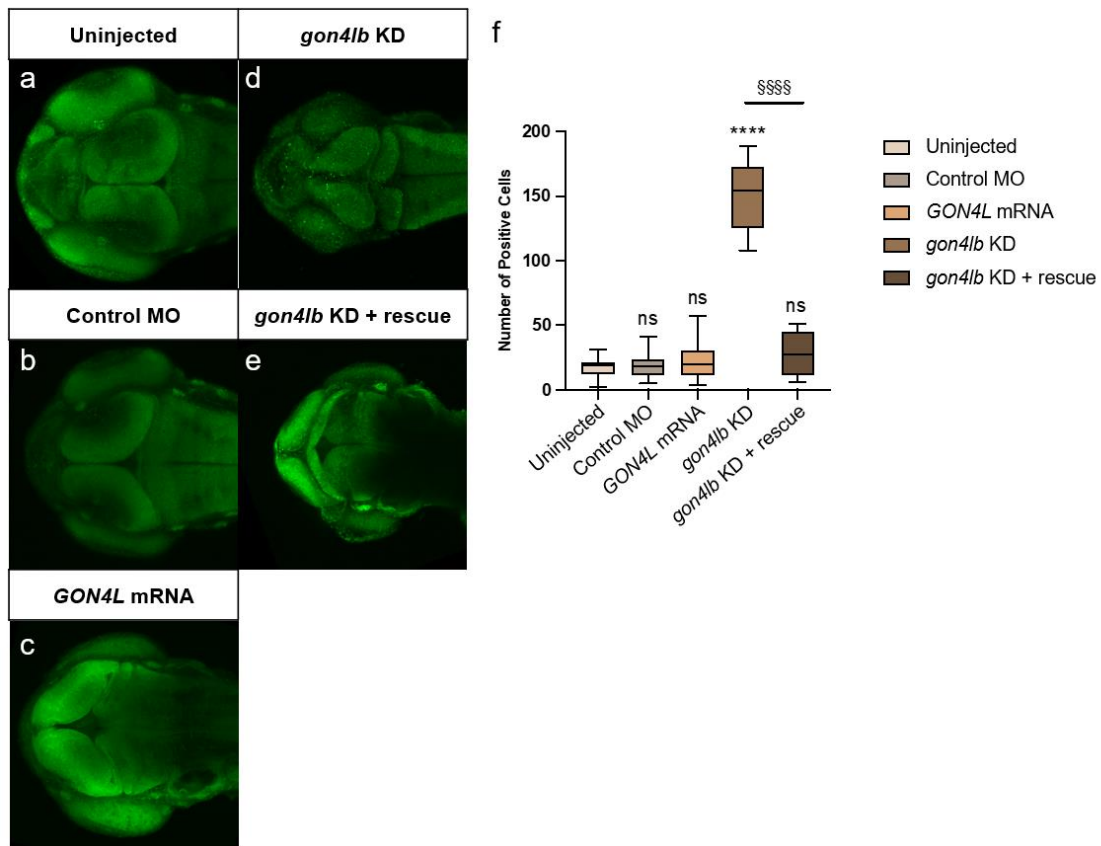 Uninjected
gon4lb KD
a
d
Control MO
gon4lb KD + rescue
b
e
GON4L mRNA
c
f
§§§§
****
ns
ns
ns
200
150
100
50
0
Number of Positive Cells
Uninjected
Control MO
GON4L mRNA
gon4lb KD
gon4lb KD + rescue
Uninjected
Control MO
GON4L mRNA
gon4lb KD
gon4lb KD + rescue